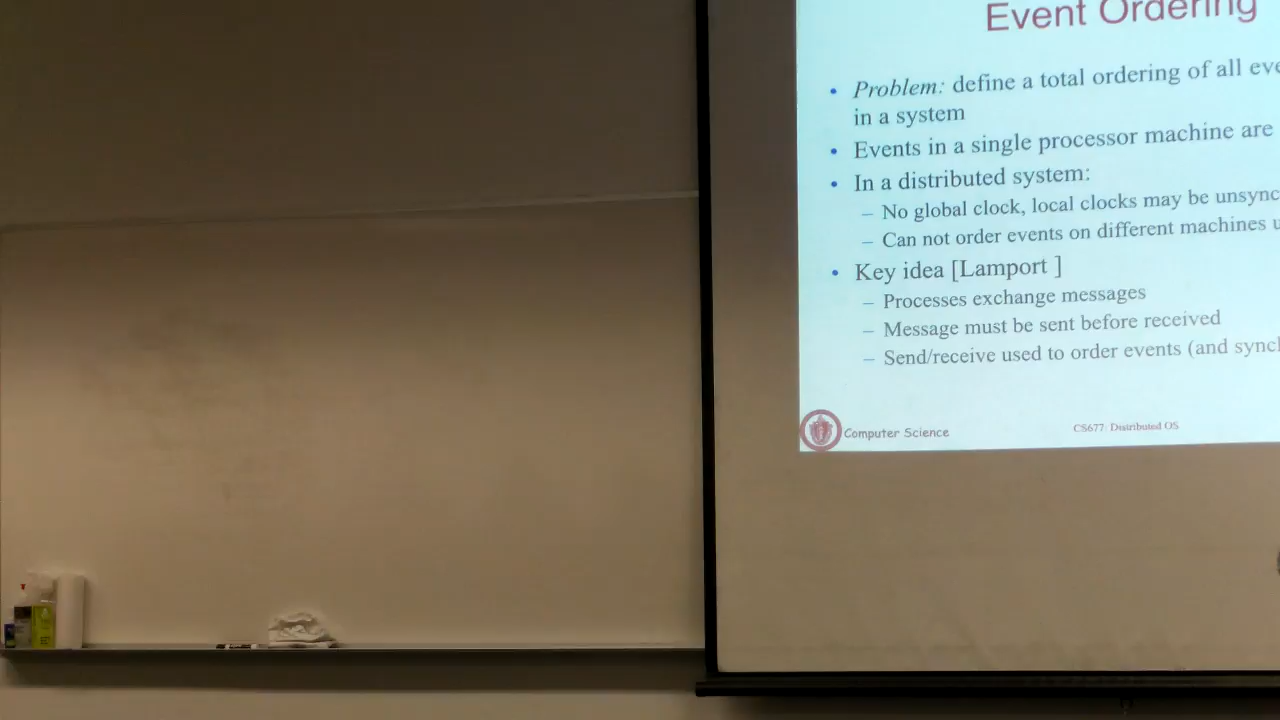 Event Ordering
• Problem: define a total ordering of all eve
in a system
• Events in a single processor machine are
• In a distributed system:
– No global clock, local clocks may be unsync
– Can not order events on different machines u
• Key idea [Lamport ]
– Processes exchange messages
– Message must be sent before received
– Send/receive used to order events (and syncl
Computer Science
CS677: Distributed OS